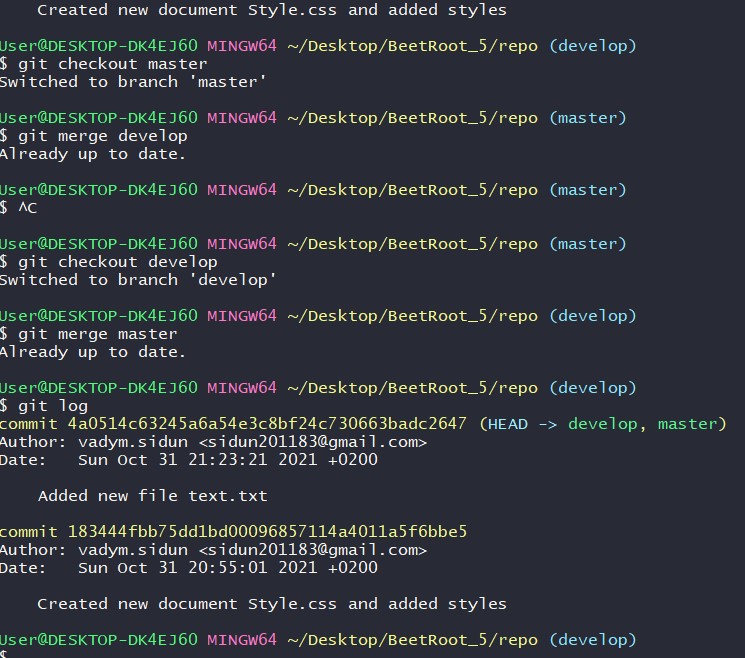 Created new document Style.css and added styles
User@DESKTOP-DK4EJ60 MINGW64 ~/Desktop/BeetRoot_5/repo (develop)
$ git checkout master
Switched to branch 'master'
User@DESKTOP-DK4EJ60 MINGW64 ~/Desktop/BeetRoot_5/repo (master)
$ git merge develop
Already up to date.
User@DESKTOP-DK4EJ60 MINGW64 ~/Desktop/BeetRoot_5/repo (master)
$ ^C
User@DESKTOP-DK4EJ60 MINGW64 ~/Desktop/BeetRoot_5/repo (master)
$ git checkout develop
Switched to branch 'develop'
User@DESKTOP-DK4EJ60 MINGW64 ~/Desktop/BeetRoot_5/repo (develop)
$ git merge master
Already up to date.
User@DESKTOP-DK4EJ60 MINGW64 ~/Desktop/BeetRoot_5/repo (develop)
$ git log
commit 4a0514c63245a6a54e3c8bf24c730663badc2647 (HEAD -> develop, master)
Author: vadym.sidun <sidun201183@gmail.com>
Date:   Sun Oct 31 21:23:21 2021 +0200
Added new file text.txt
commit 183444fbb75dd1bd00096857114a4011a5f6bbe5
Author: vadym.sidun <sidun201183@gmail.com>
Date:   Sun Oct 31 20:55:01 2021 +0200
Created new document Style.css and added styles
User@DESKTOP-DK4EJ60 MINGW64 ~/Desktop/BeetRoot_5/repo (develop)
$